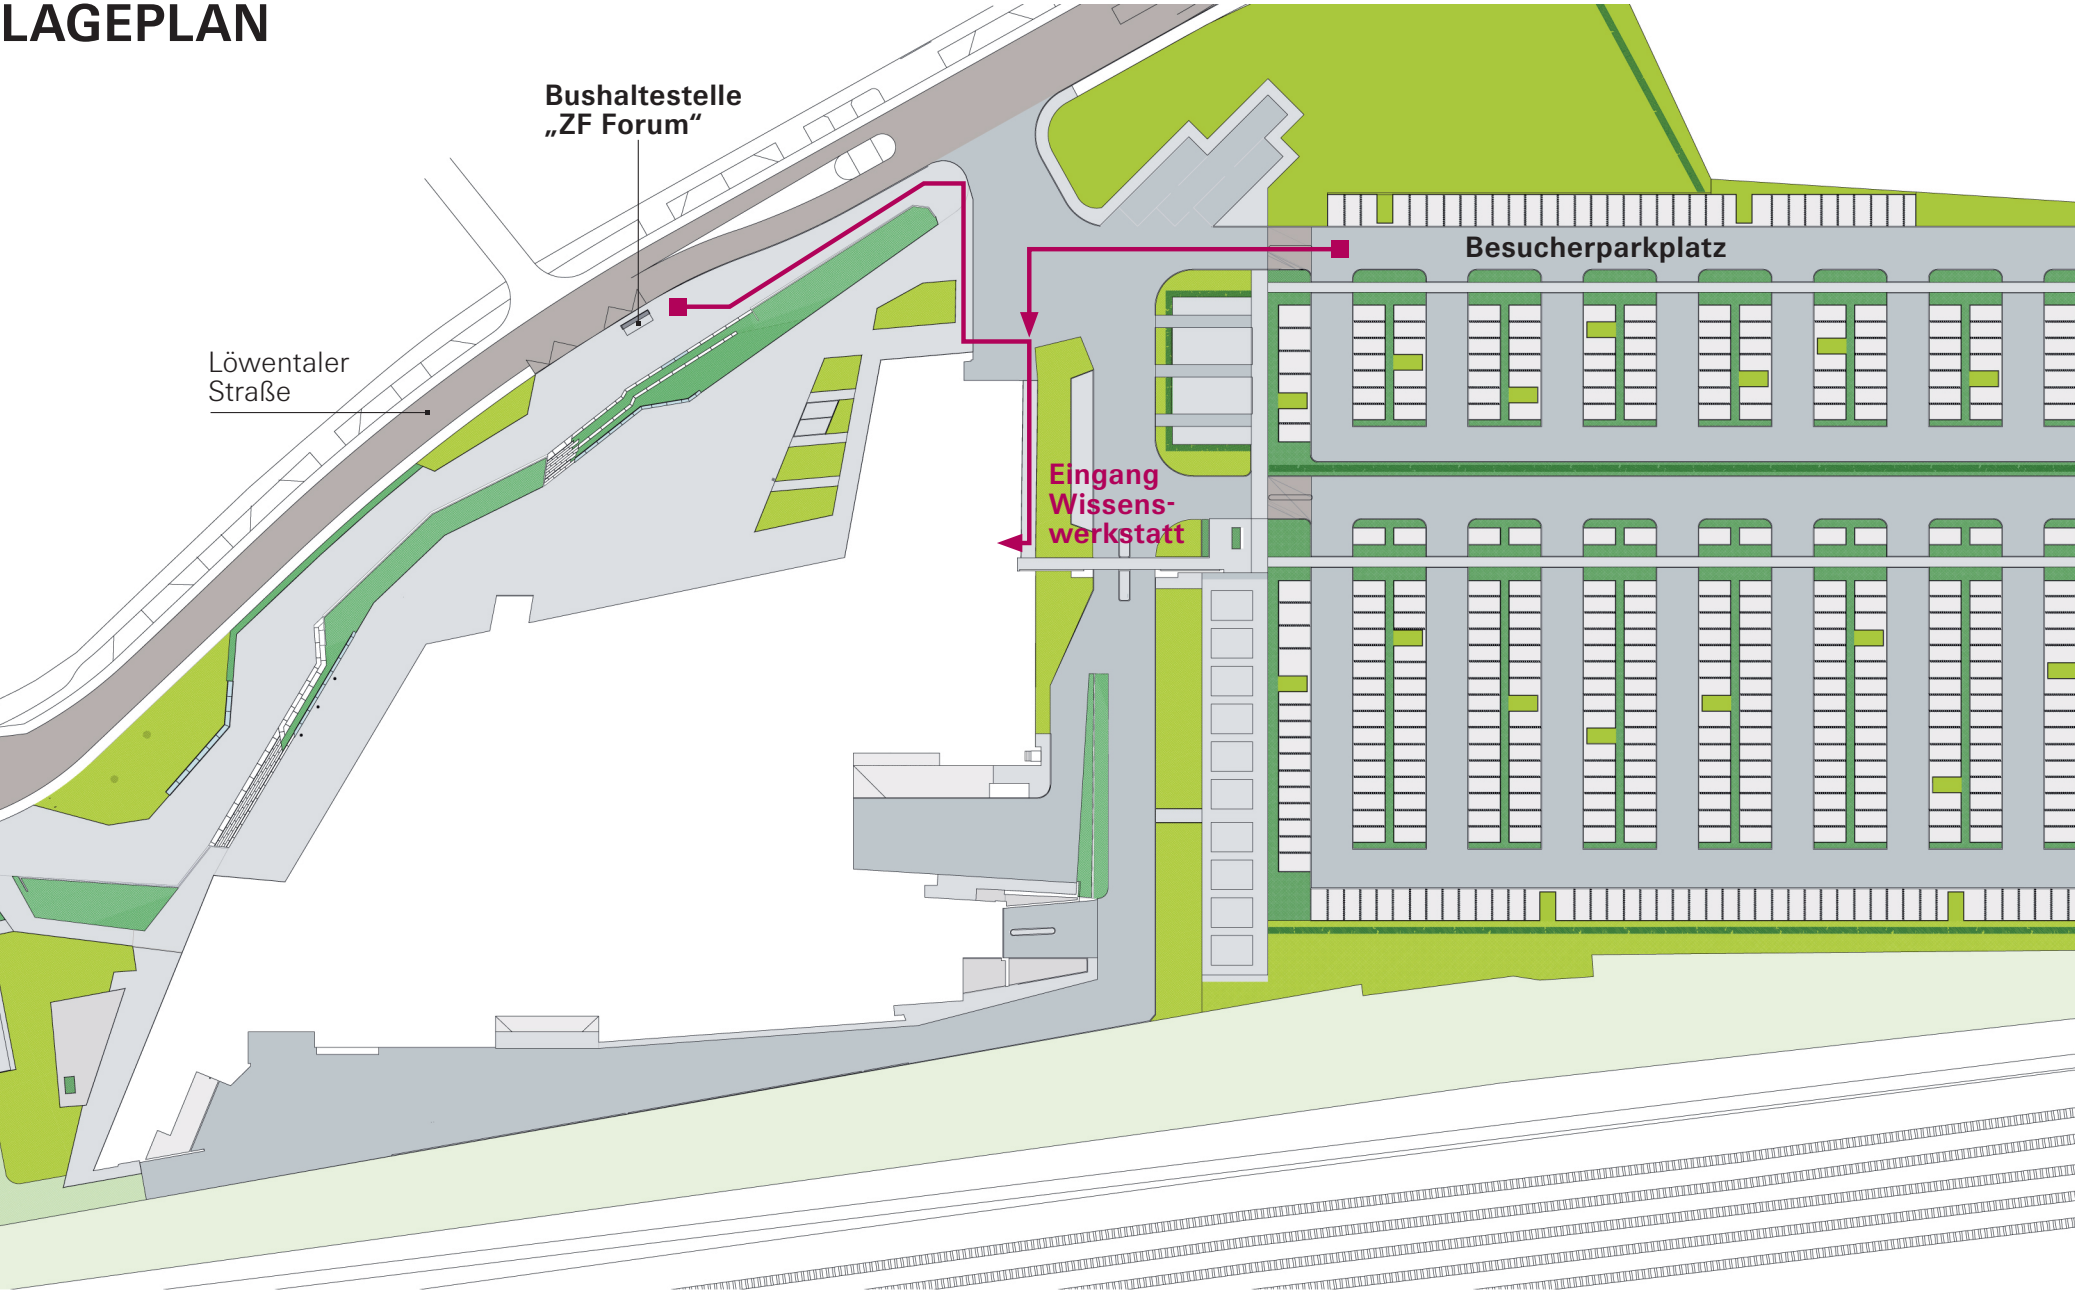 LAGEPLAN
Bushaltestelle
„ZF Forum“
Besucherparkplatz
Löwentaler
Straße
Eingang
Wissens-
werkstatt